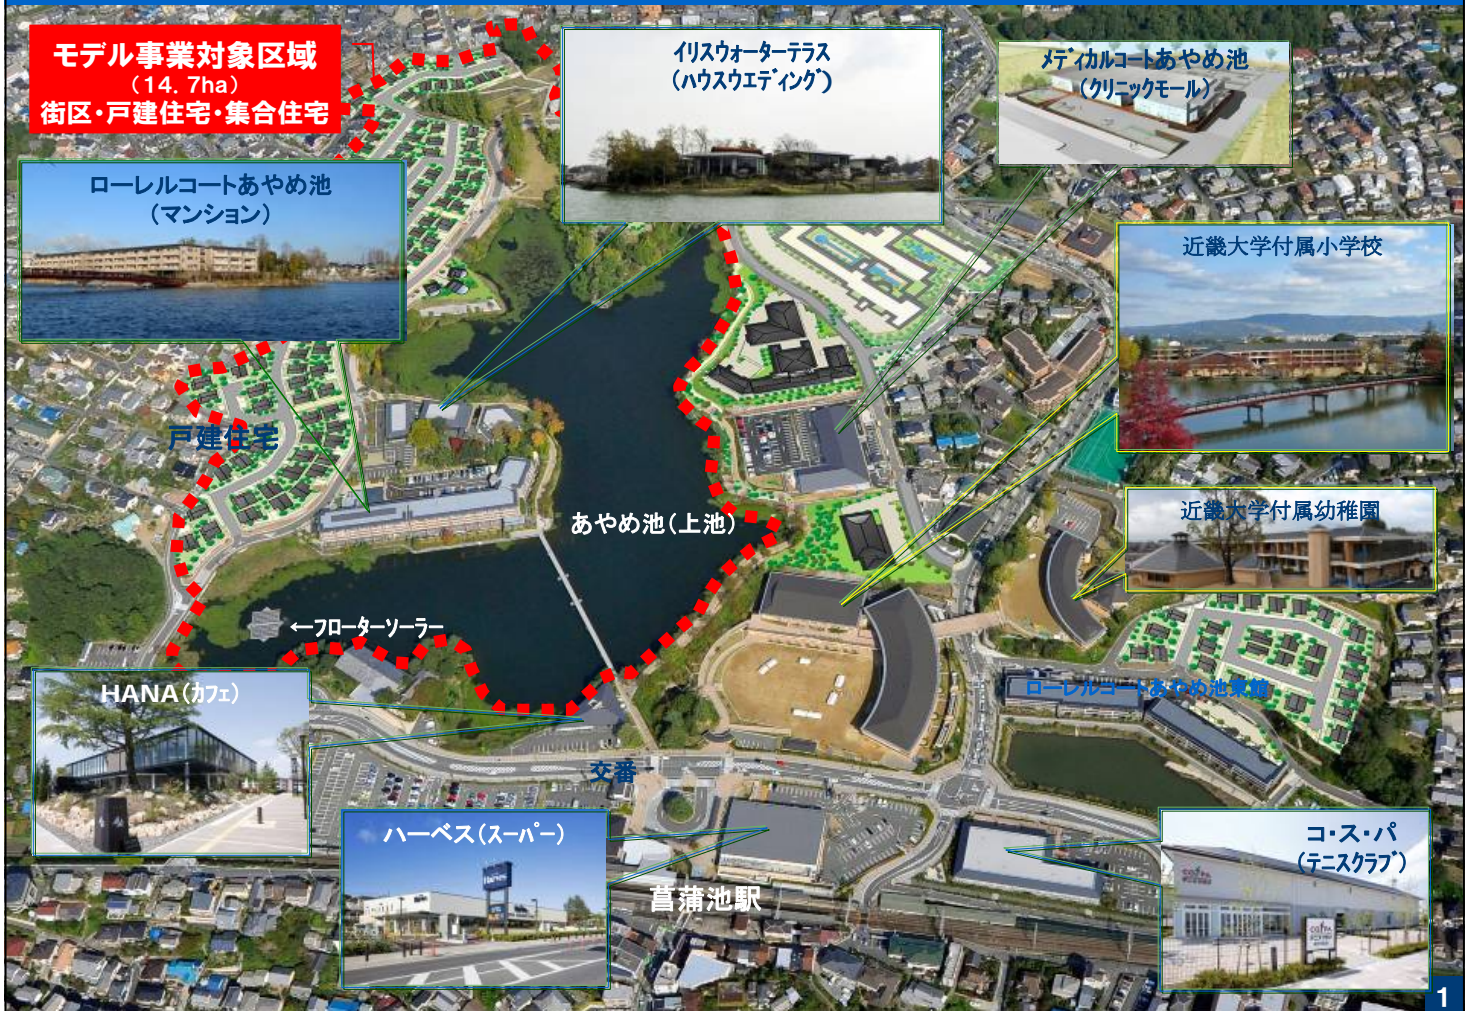 モデル事業対象区域
（14．7ha）
街区・戸建住宅・集合住宅
イリスウォーターテラス
（ハウスウエディング）
メディカルコートあやめ池
（クリニックモール）
ローレルコートあやめ池
（マンション）
近畿大学付属小学校
戸建住宅
あやめ池（上池）
近畿大学付属幼稚園
←フローターソーラー
HANA（カフェ）
ローレルコートあやめ池東館
交番
ハーベス（スーパー）
コ・ス・パ
（テニスクラブ）
菖蒲池駅
COSPA
COSPA
1